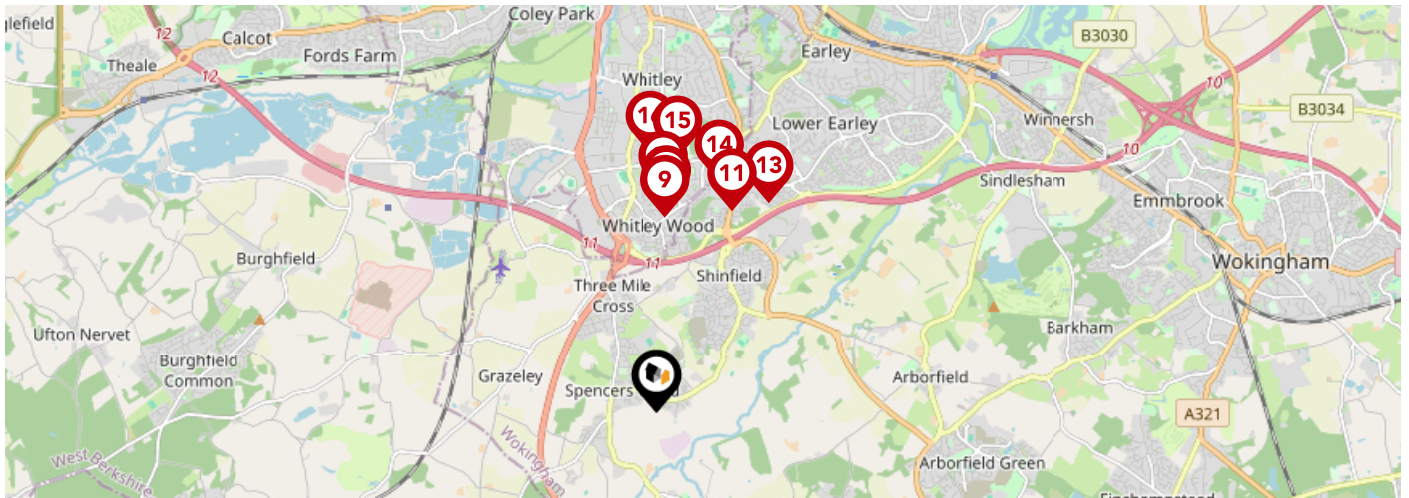 Coley Park
glefield
12
Calcot
B3030
Fords Farm
Earley
Theale
12
Whitley
10
B3034
1
15
Lower Earley
Winnersh
14
10
13
11
9
Sindlesham
Emmbrook
Whitley Wood
11
11
Burghfield
Shinfield
Wokingham
Three Mile
Cross
Ufton Nervet
Barkham
Burghfield
Common
Grazeley
Spencers
Arborfield
A321
West Berkshire
Wokingham
Arborfield Green